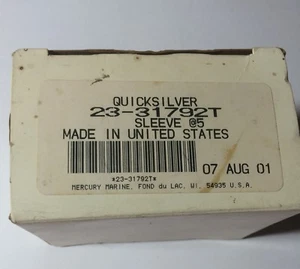 QUICKSILVER
23-31792T
SLEEVE @5
MADE IN UNITED STATES
07 AUG 01
*23-31792T*
MERCURY MARINE, FOND du LAC, WI. 54935 U.S.A.